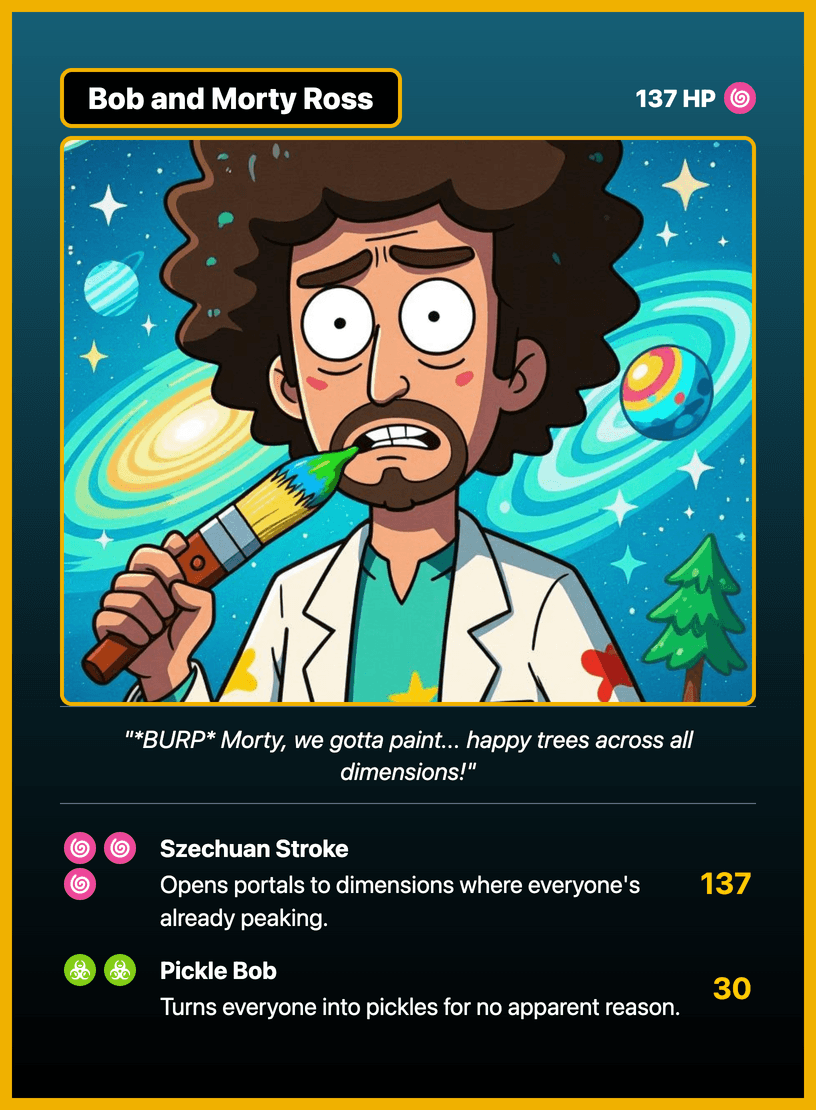 Bob and Morty Ross
137 HP
"*BURP* Morty, we gotta paint... happy trees across all
dimensions!"
Szechuan Stroke
Opens portals to dimensions where everyone's
already peaking.
137
Pickle Bob
Turns everyone into pickles for no apparent reason.
30